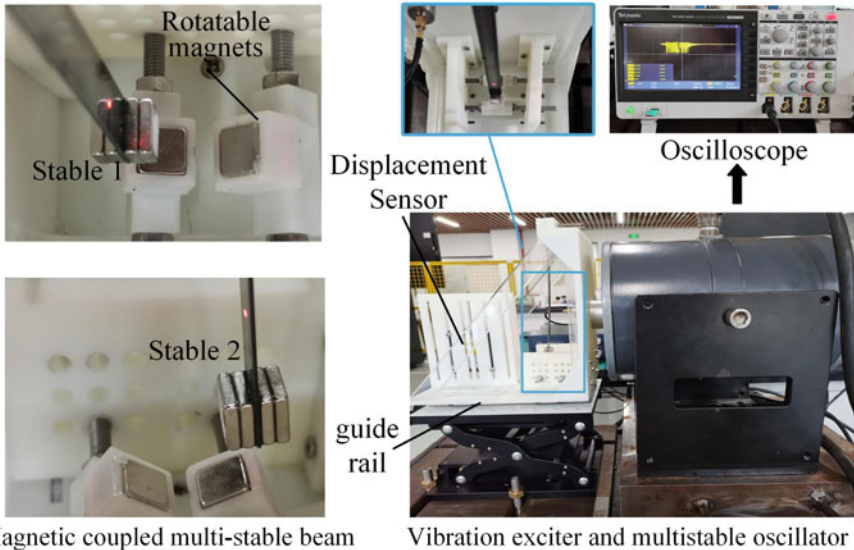 Rotatable
magnets
Stable 1
Stable 2
Displacement
Sensor
Tektronix
Oscilloscope
guide
rail
agnetic coupled multi-stable beam
Vibration exciter and multistable oscillator